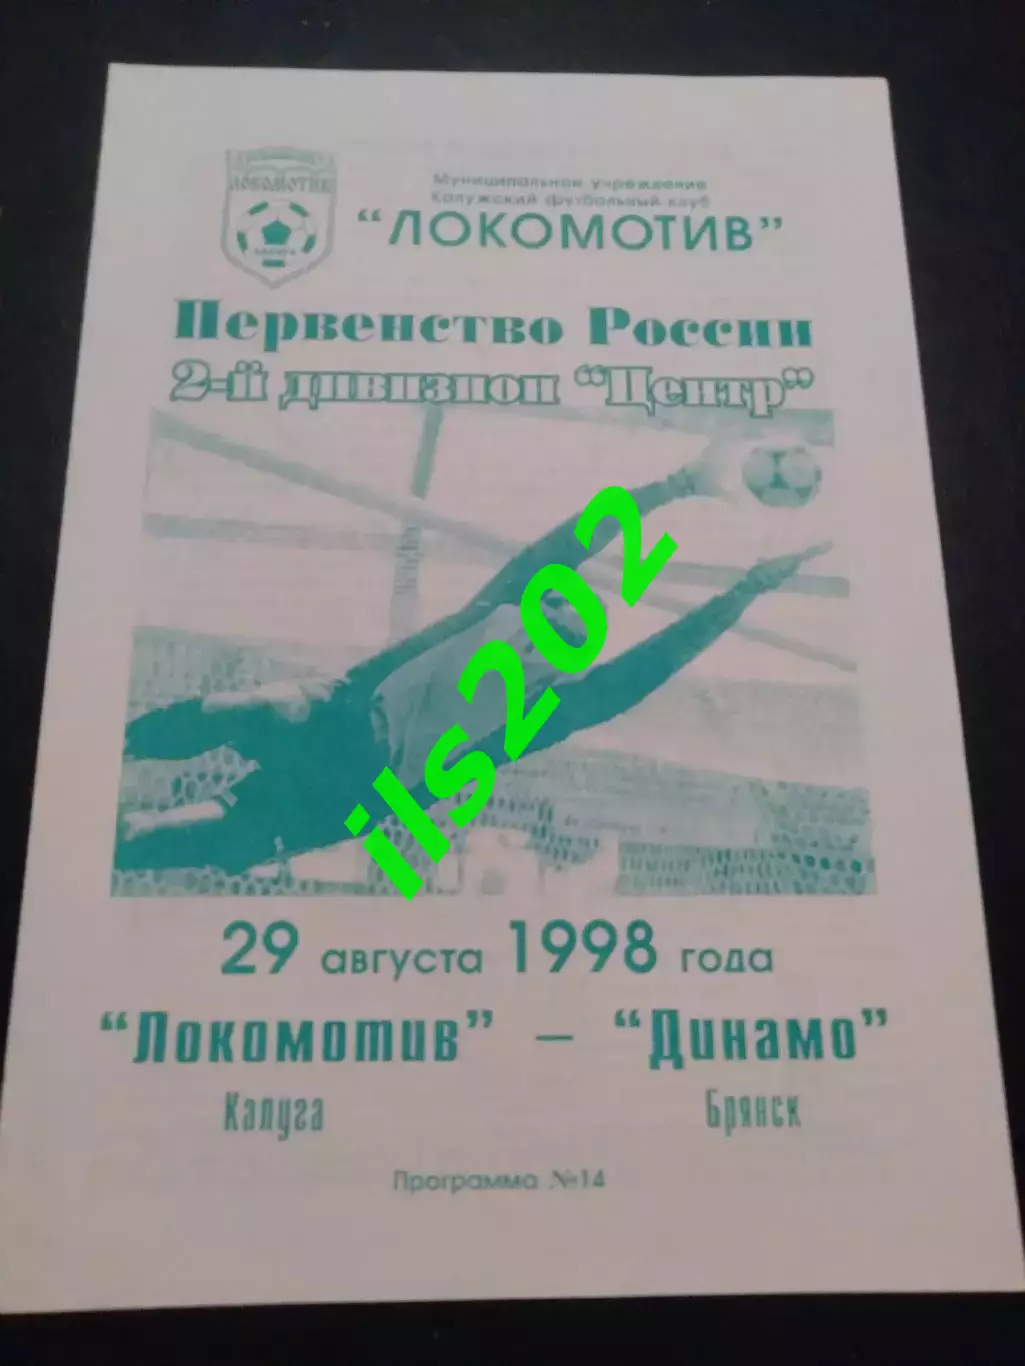 ЛОКОМОТИВ
Муниципальное учреждение
Калужский футбольный клуб
“ЛОКОМОТИВ”
Первенство России
2-й дивизион “Центр”
ils202
29 августа 1998 года
“Локомотив” – “Динамо”
Калуга Брянск
Программа №14